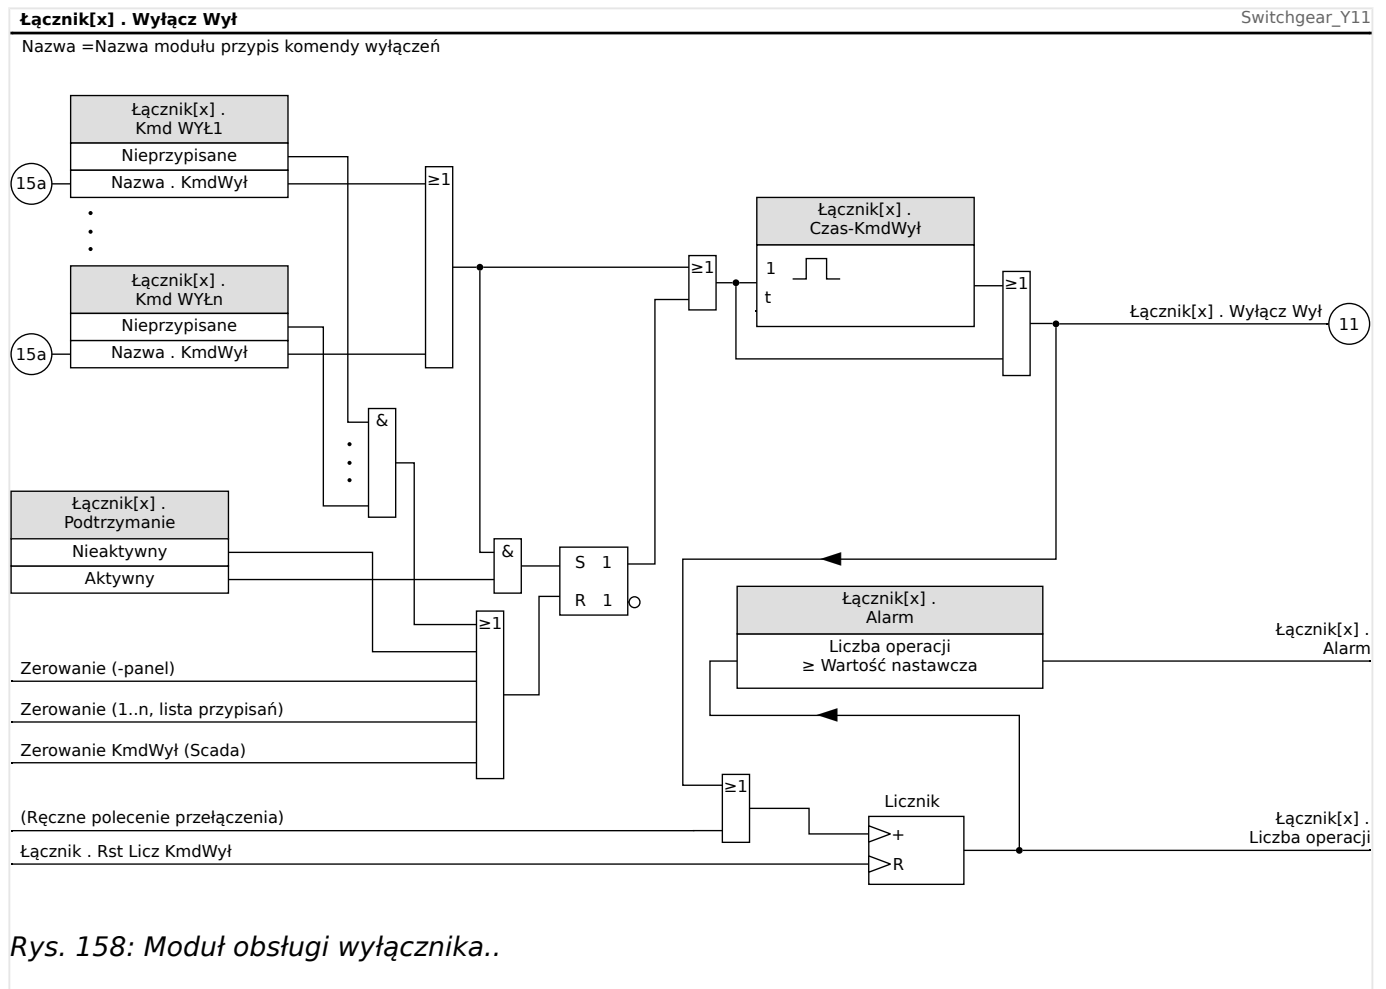 Łącznik[x] . Wyłącz Wył
Switchgear_Y11
Nazwa =Nazwa modułu przypis komendy wyłączeń
Łącznik[x] .
Kmd WYŁ1
Nieprzypisane
15a
Nazwa . KmdWył
≥1
Łącznik[x] .
Czas-KmdWył
1
t
≥1
≥1
Łącznik[x] . Wyłącz Wył
11
Łącznik[x] .
Kmd WYŁn
Nieprzypisane
15a
Nazwa . KmdWył
&
Łącznik[x] .
Podtrzymanie
Nieaktywny
Aktywny
&
S 1
R 1
≥1
Łącznik[x] .
Alarm
Liczba operacji
≥ Wartość nastawcza
Łącznik[x] .
Alarm
Zerowanie (-panel)
Zerowanie (1..n, lista przypisań)
Zerowanie KmdWył (Scada)
≥1
(Ręczne polecenie przełączenia)
Łącznik . Rst Licz KmdWył
Licznik
+
R
Łącznik[x] .
Liczba operacji
Rys. 158: Moduł obsługi wyłącznika..